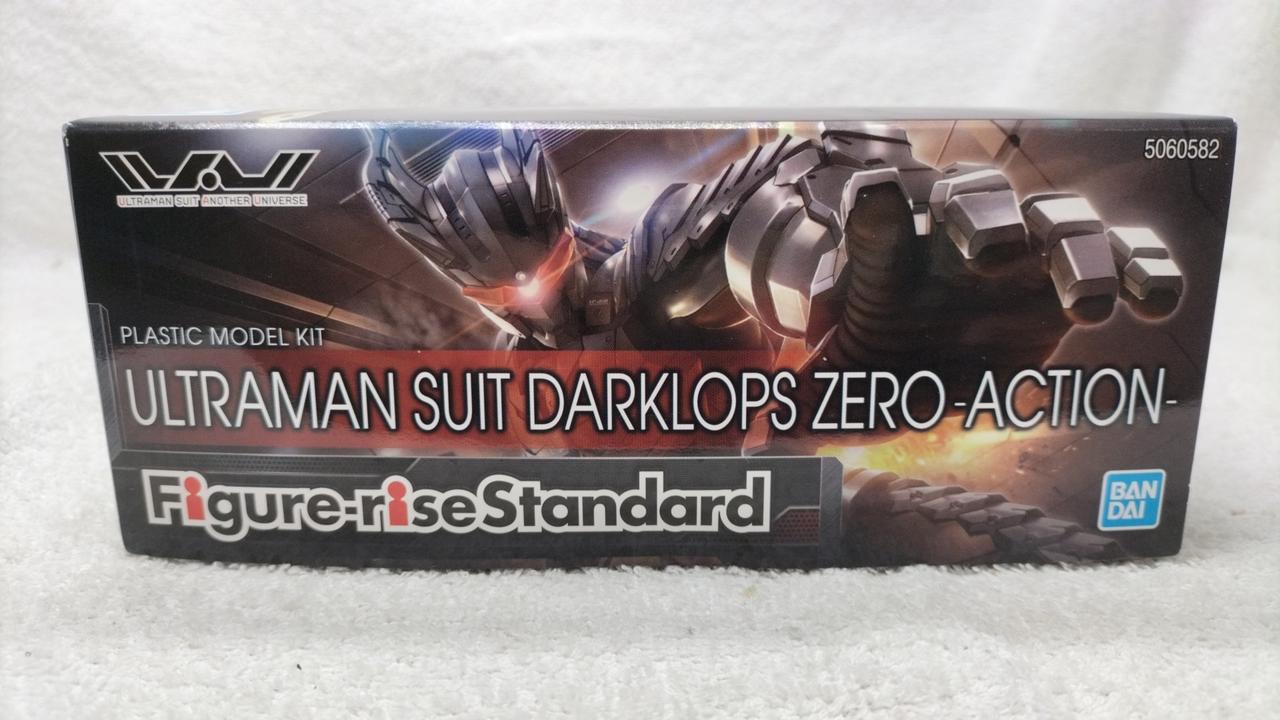 ULTRAMAN SUIT ANOTHER UNIVERSE
5060582
PLASTIC MODEL KIT
ULTRAMAN SUIT DARKLOPS ZERO -ACTION-
Figure-riseStandard
BAN
DAI